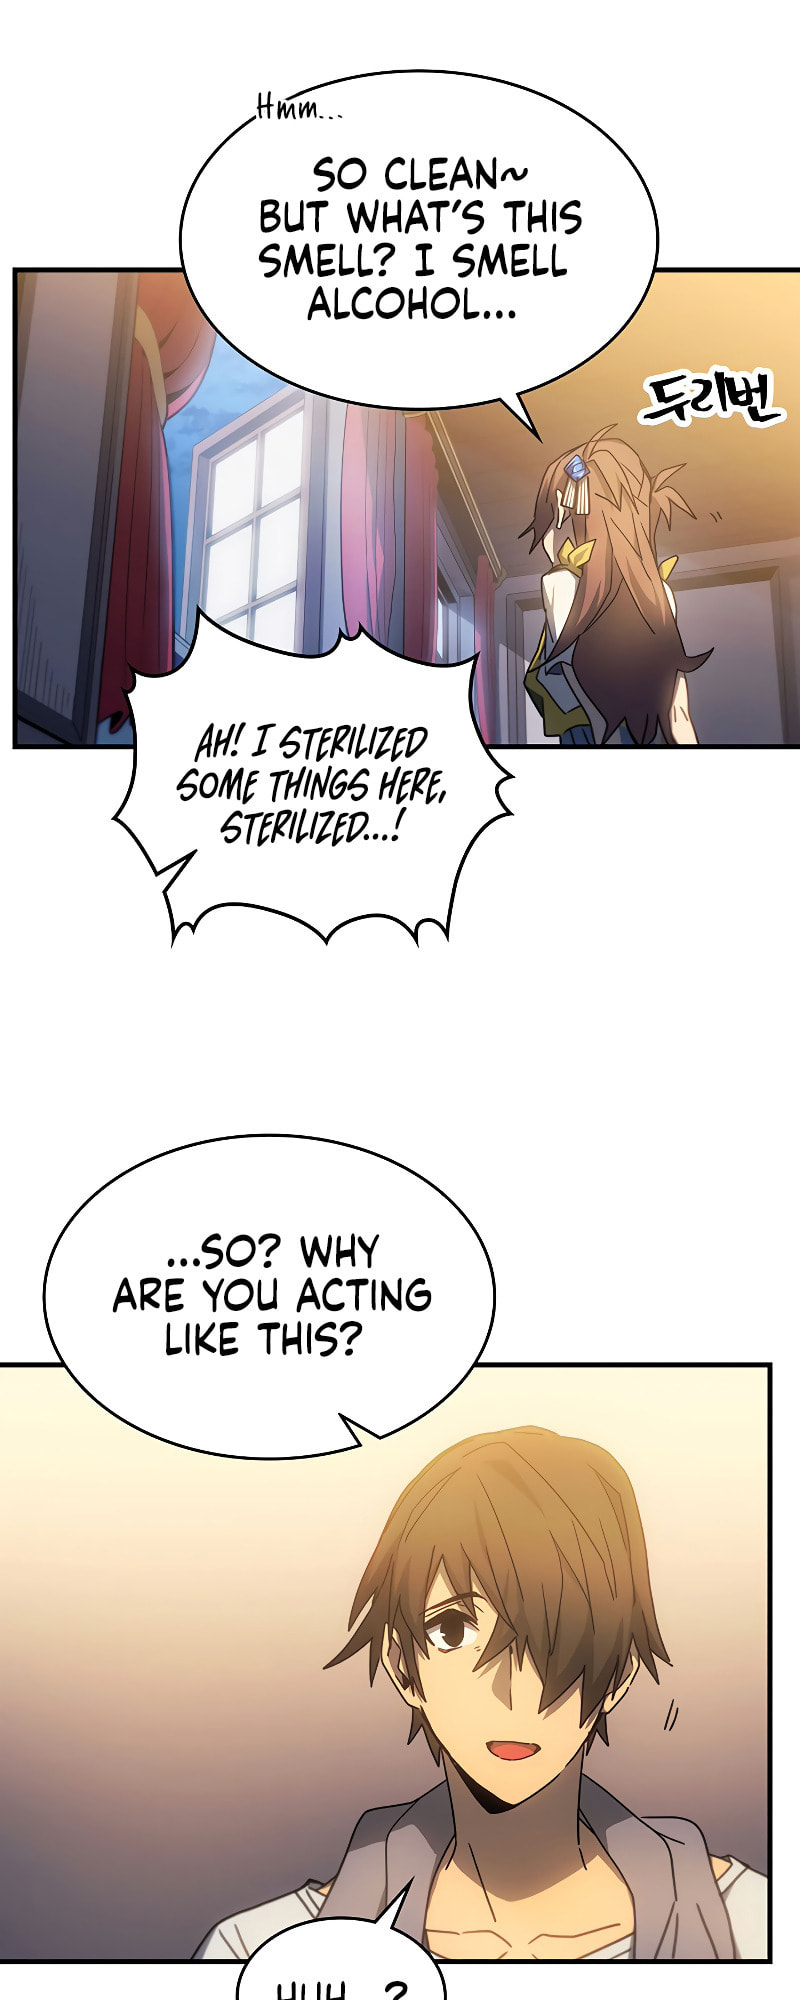 Hmm...
SO CLEAN~
BUT WHAT'S THIS
SMELL? I SMELL
ALCOHOL...
두리번
AH! I STERILIZED
SOME THINGS HERE,
STERILIZED...!
...SO? WHY
ARE YOU ACTING
LIKE THIS?
HUH...?